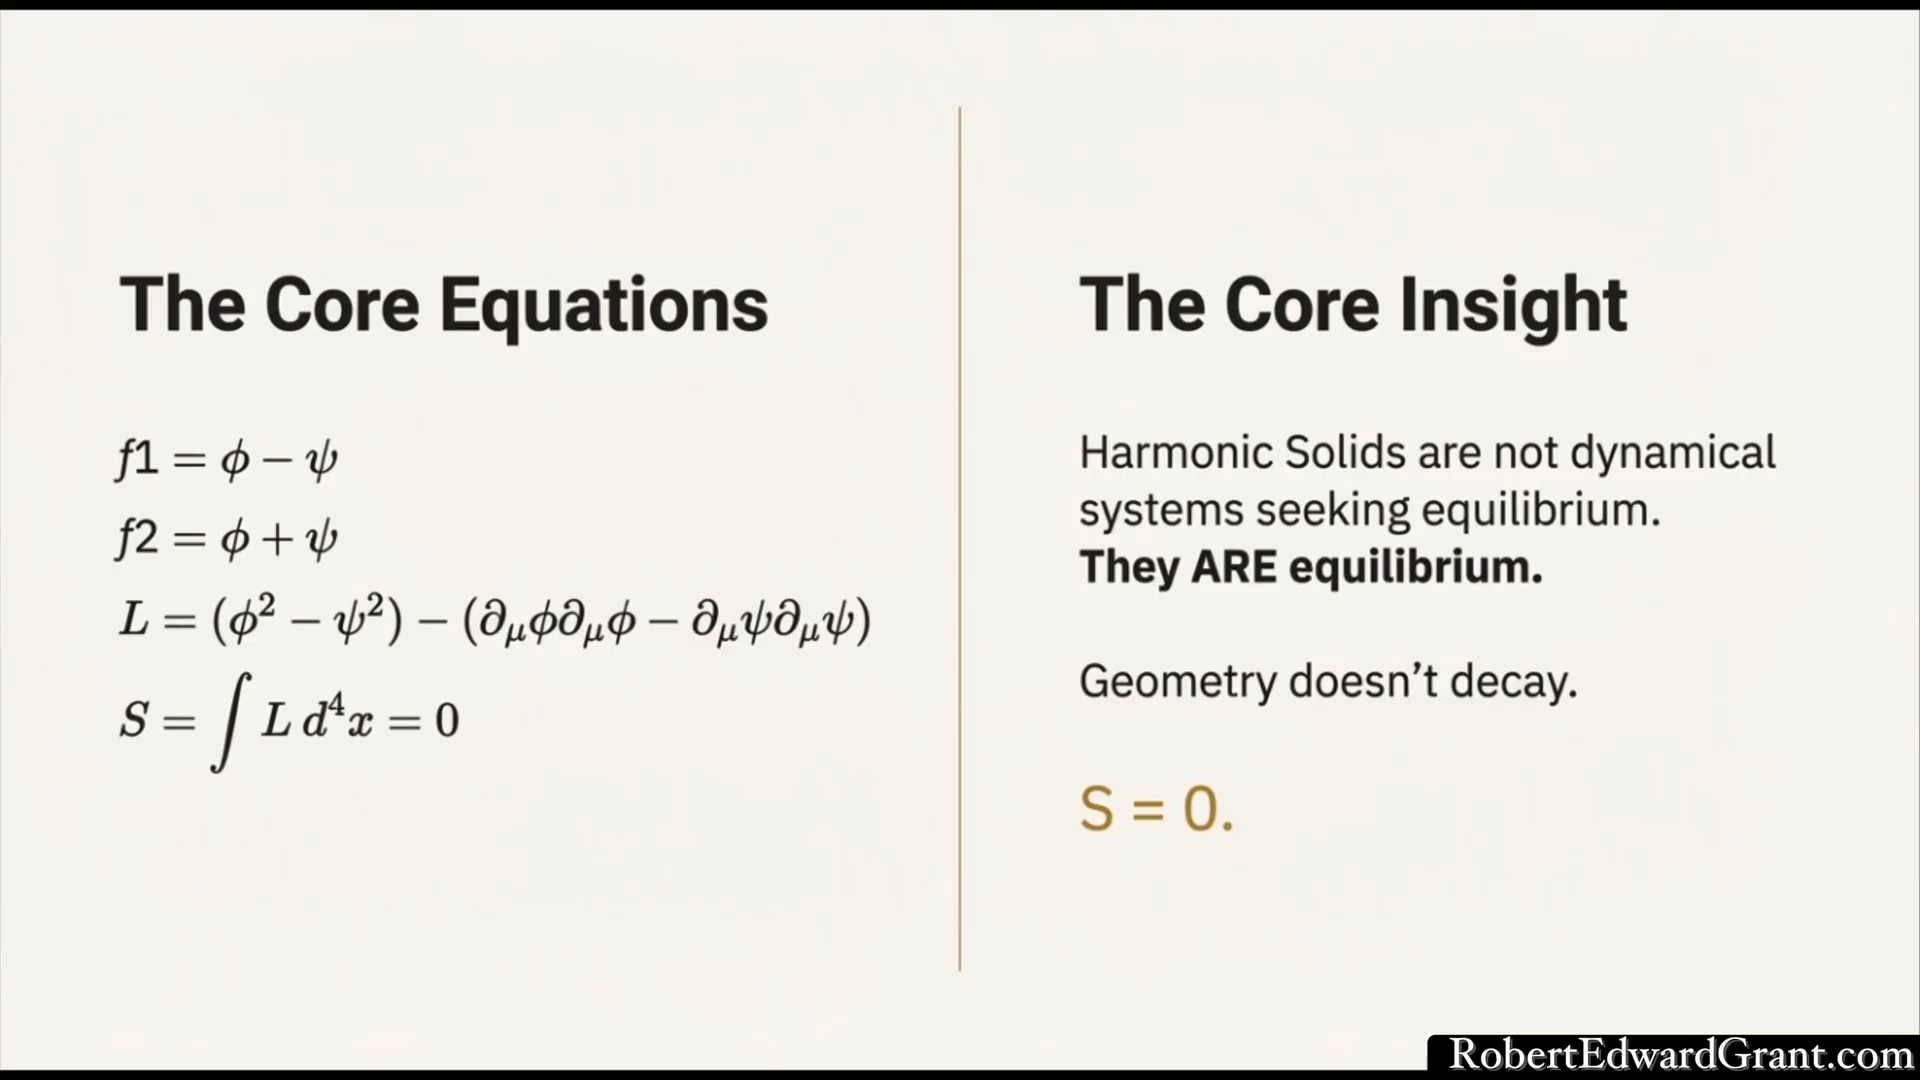 The Core Equations
f1 = ϕ − ψ
f2 = ϕ + ψ
L = (ϕ² − ψ²) − (∂μϕ∂μϕ − ∂μψ∂μψ)
S = ∫ L d⁴x = 0
The Core Insight
Harmonic Solids are not dynamical
systems seeking equilibrium.
They ARE equilibrium.
Geometry doesn’t decay.
S = 0.
RobertEdwardGrant.com